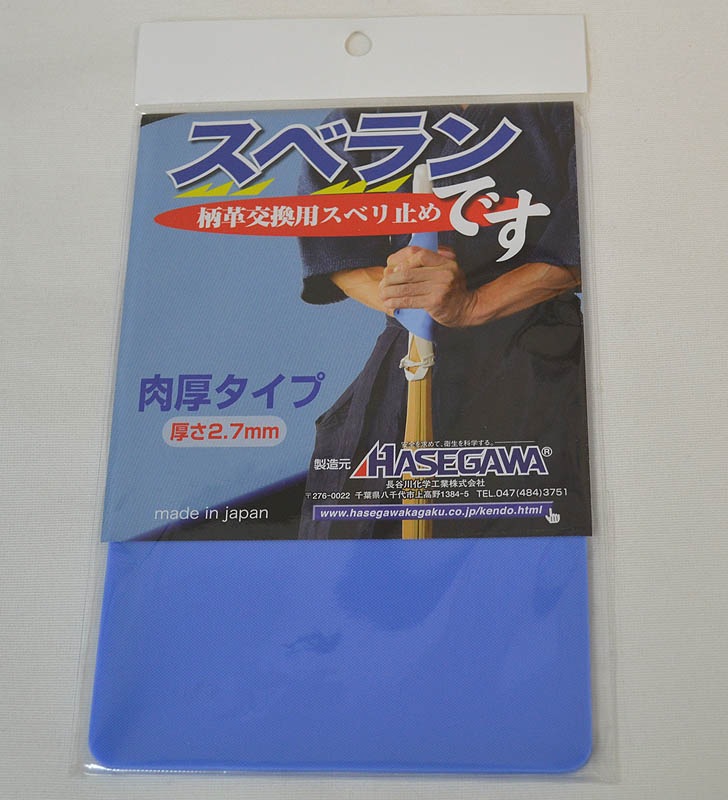 スベラン
柄革交換用スベリ止めです
肉厚タイプ
厚さ2.7mm
安全を求めて、衛生を科学する。
製造元 HASEGAWA®
長谷川化学工業株式会社
〒276-0022 千葉県八千代市上高野1384-5 TEL.047(484)3751
made in japan
www.hasegawakagaku.co.jp/kendo.html